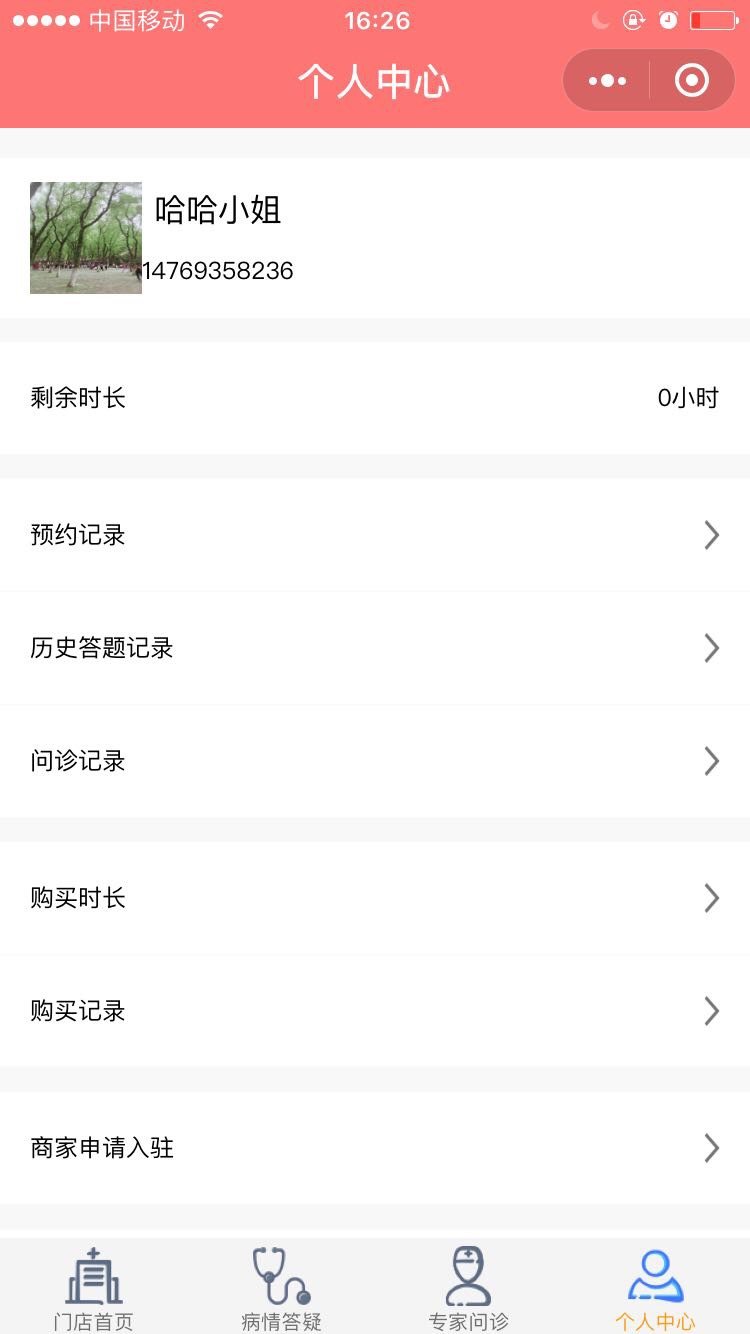 中国移动
16:26
个人中心
哈哈小姐
14769358236
剩余时长
0小时
预约记录
历史答题记录
问诊记录
购买时长
购买记录
商家申请入驻
门店首页
病情答疑
专家问诊
个人中心